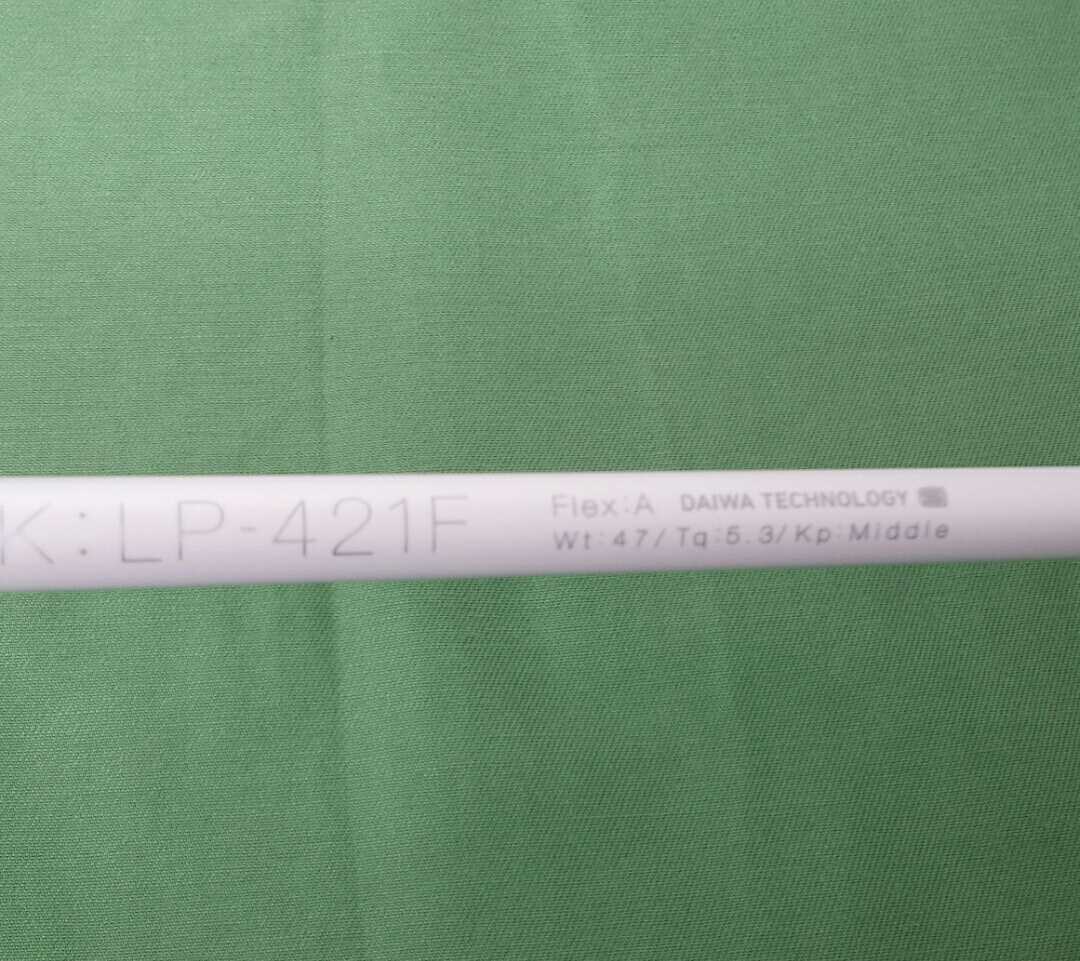 K:LP-421F
Flex:A DAIWA TECHNOLOGY
Wt:47/Tq:5.3/Kp:Middle